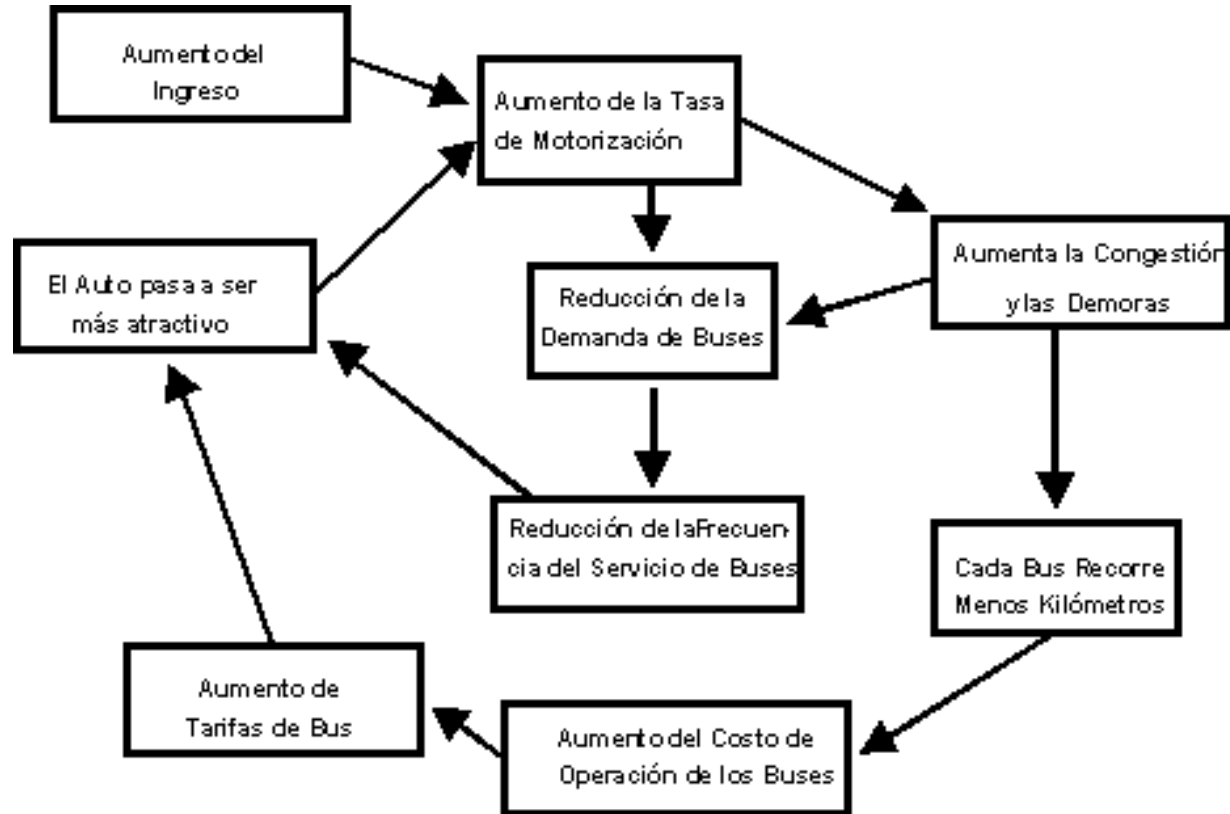 Aumento del
Ingreso
Aumento de la Tasa
de Motorización
Aumenta la Congestión
y las Demoras
El Auto pasa a ser
más atractivo
Reducción de la
Demanda de Buses
Reducción de la Frecuen-
cia del Servicio de Buses
Cada Bus Recorre
Menos Kilómetros
Aumento de
Tarifas de Bus
Aumento del Costo de
Operación de los Buses